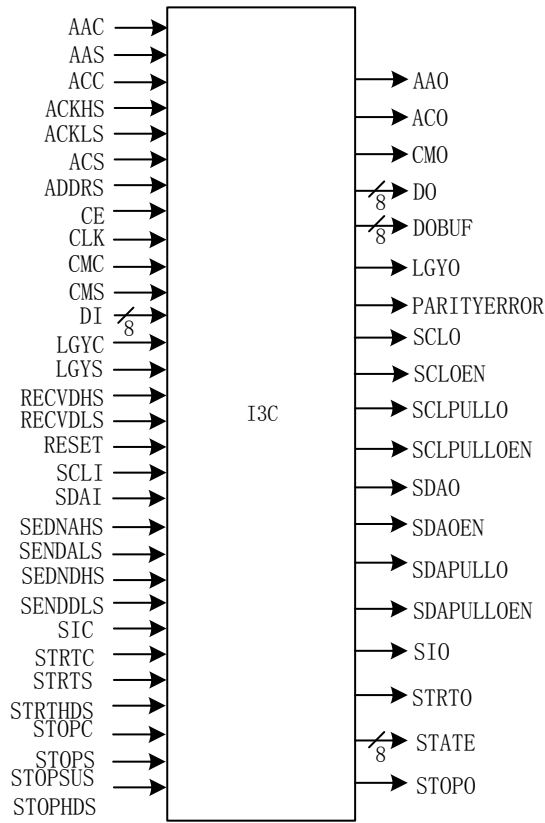 AAC
AAS
ACC
ACKHS
ACKLS
ACS
ADDRS
CE
CLK
CMC
CMS
DI
8
LGYC
LGYS
RECVDHS
RECVDLS
RESET
SCLI
SDAI
SEDNAHS
SENDALS
SEDNDHS
SENDDLS
SIC
STRTC
STRTS
STRTHDS
STOPC
STOPS
STOPSUS
STOPHDS
I3C
AAO
ACO
CMO
DO
8
DOBUF
8
LGYO
PARITYERROR
SCLO
SCLOEN
SCLPULLO
SCLPULLOEN
SDAO
SDAOEN
SDAPULLO
SDAPULLOEN
SIO
STRTO
STATE
8
STOPO